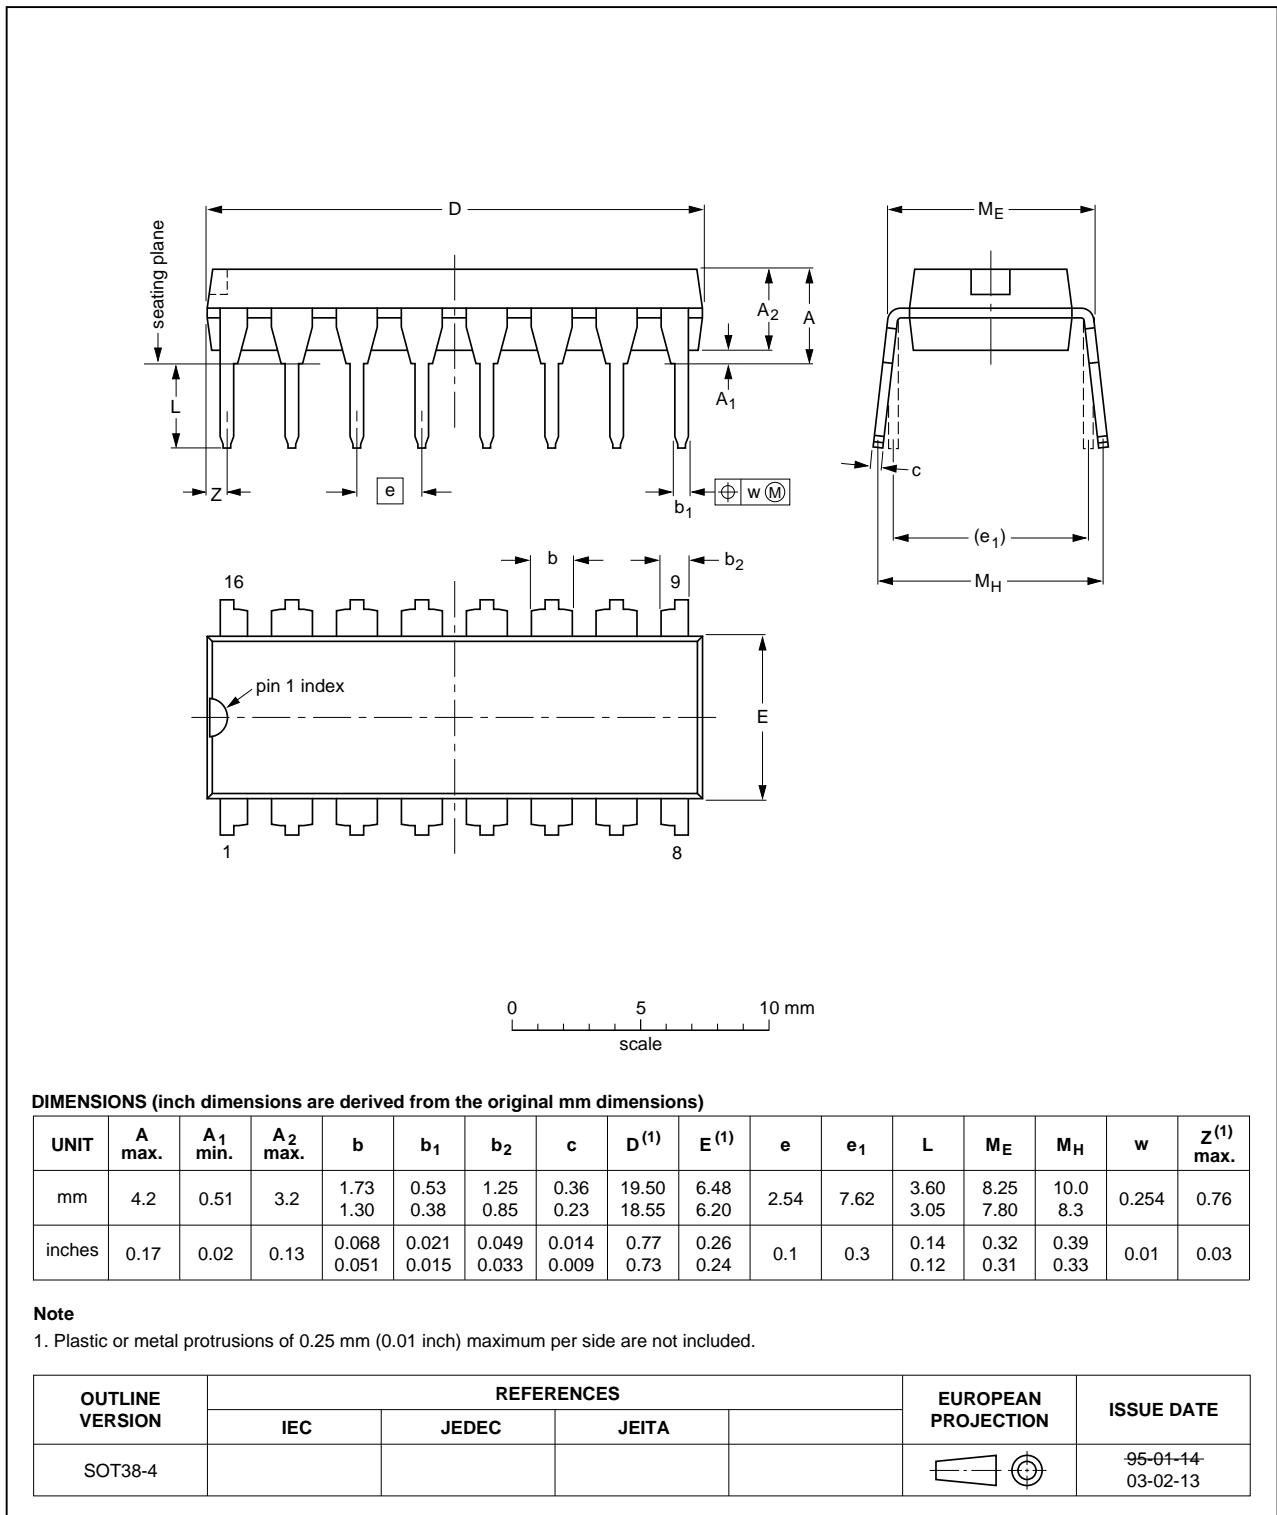 D
ME
seating plane
A2
A
A1
L
Z
e
b1
w M
c
(e1)
MH
b
b2
16
9
pin 1 index
E
1
8
0 5 10 mm
scale
DIMENSIONS (inch dimensions are derived from the original mm dimensions)
UNIT A max. A1 min. A2 max. b b1 b2 c D(1) E(1) e e1 L ME MH w Z(1) max.
mm 4.2 0.51 3.2 1.73 1.30 0.53 0.38 1.25 0.85 0.36 0.23 19.50 18.55 6.48 6.20 2.54 7.62 3.60 3.05 8.25 7.80 10.0 8.3 0.254 0.76
inches 0.17 0.02 0.13 0.068 0.051 0.021 0.015 0.049 0.033 0.014 0.009 0.77 0.73 0.26 0.24 0.1 0.3 0.14 0.12 0.32 0.31 0.39 0.33 0.01 0.03
Note
1. Plastic or metal protrusions of 0.25 mm (0.01 inch) maximum per side are not included.
OUTLINE VERSION REFERENCES EUROPEAN PROJECTION ISSUE DATE
IEC JEDEC JEITA
SOT38-4 95-01-14
03-02-13